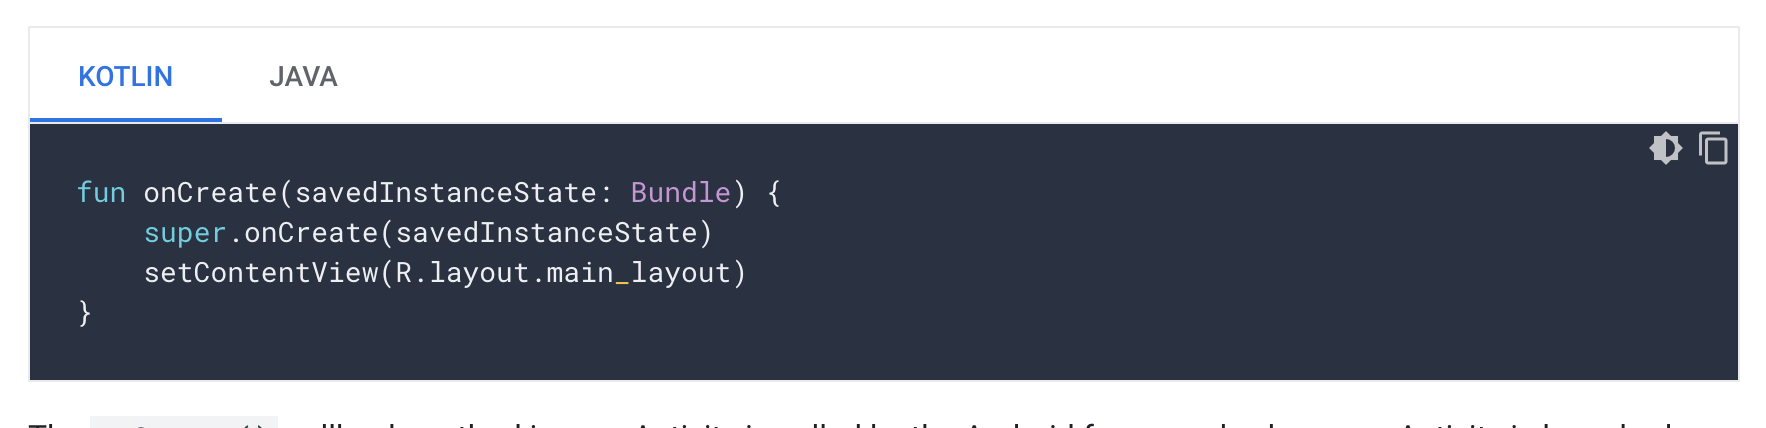 KOTLIN JAVA
fun onCreate(savedInstanceState: Bundle) {
    super.onCreate(savedInstanceState)
    setContentView(R.layout.main_layout)
}